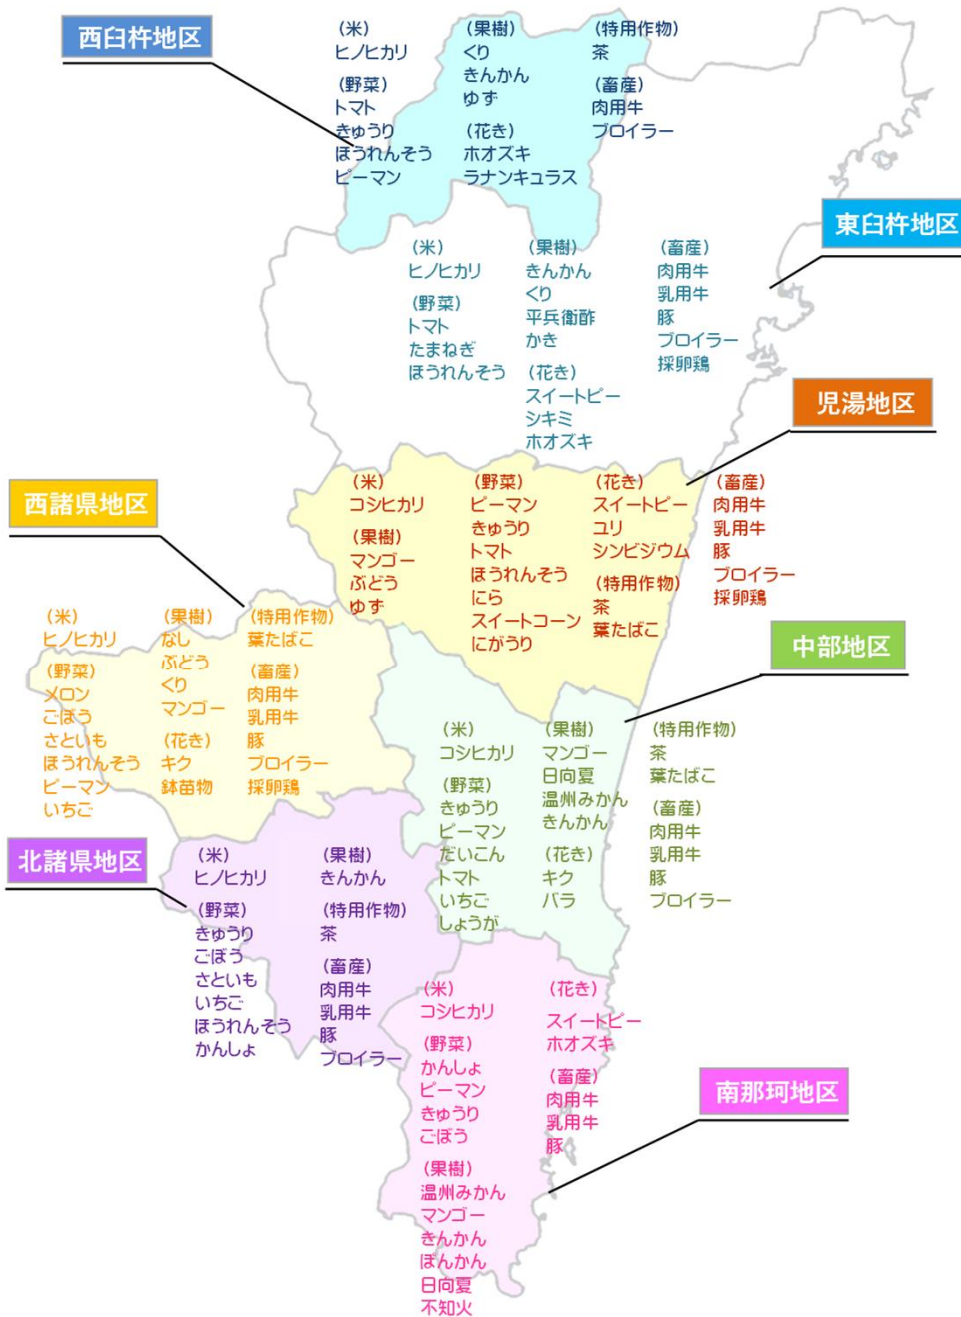 西臼杵地区
(米)
ヒノヒカリ
(野菜)
トマト
きゅうり
ほうれんそう
ピーマン
(果樹)
くり
きんかん
ゆず
(花き)
ホオズキ
ラナンキュラス
(特用作物)
茶
(畜産)
肉用牛
ブロイラー
東臼杵地区
(米)
ヒノヒカリ
(野菜)
トマト
たまねぎ
ほうれんそう
(果樹)
きんかん
くり
平兵衛酢
かき
(花き)
スイートピー
シキミ
ホオズキ
(畜産)
肉用牛
乳用牛
豚
ブロイラー
採卵鶏
児湯地区
(米)
コシヒカリ
(果樹)
マンゴー
ぶどう
ゆず
(野菜)
ピーマン
きゅうり
トマト
ほうれんそう
にら
スイートコーン
にがうり
(花き)
スイートピー
ユリ
シンビジウム
(特用作物)
茶
葉たばこ
(畜産)
肉用牛
乳用牛
豚
ブロイラー
採卵鶏
西諸県地区
(米)
ヒノヒカリ
(野菜)
メロン
ごぼう
さといも
ほうれんそう
ピーマン
いちご
(果樹)
なし
ぶどう
くり
マンゴー
(花き)
キク
鉢苗物
(特用作物)
葉たばこ
(畜産)
肉用牛
乳用牛
豚
ブロイラー
採卵鶏
中部地区
(米)
コシヒカリ
(野菜)
きゅうり
ピーマン
だいこん
トマト
いちご
しょうが
(果樹)
マンゴー
日向夏
温州みかん
きんかん
(花き)
キク
バラ
(特用作物)
茶
葉たばこ
(畜産)
肉用牛
乳用牛
豚
ブロイラー
北諸県地区
(米)
ヒノヒカリ
(野菜)
きゅうり
ごぼう
さといも
いちご
ほうれんそう
かんしょ
(果樹)
きんかん
(特用作物)
茶
(畜産)
肉用牛
乳用牛
豚
ブロイラー
南那珂地区
(米)
コシヒカリ
(野菜)
かんしょ
ピーマン
きゅうり
ごぼう
(果樹)
温州みかん
マンゴー
きんかん
ぽんかん
日向夏
不知火
(花き)
スイートピー
ホオズキ
(畜産)
肉用牛
乳用牛
豚